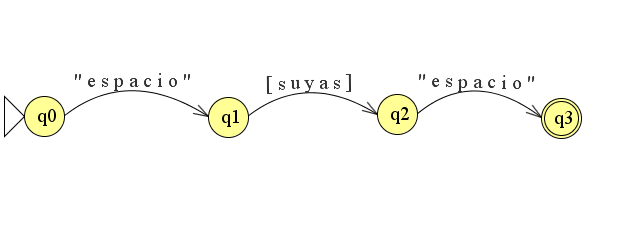 "espacio" [suyas] "espacio"
q0 q1 q2 q3